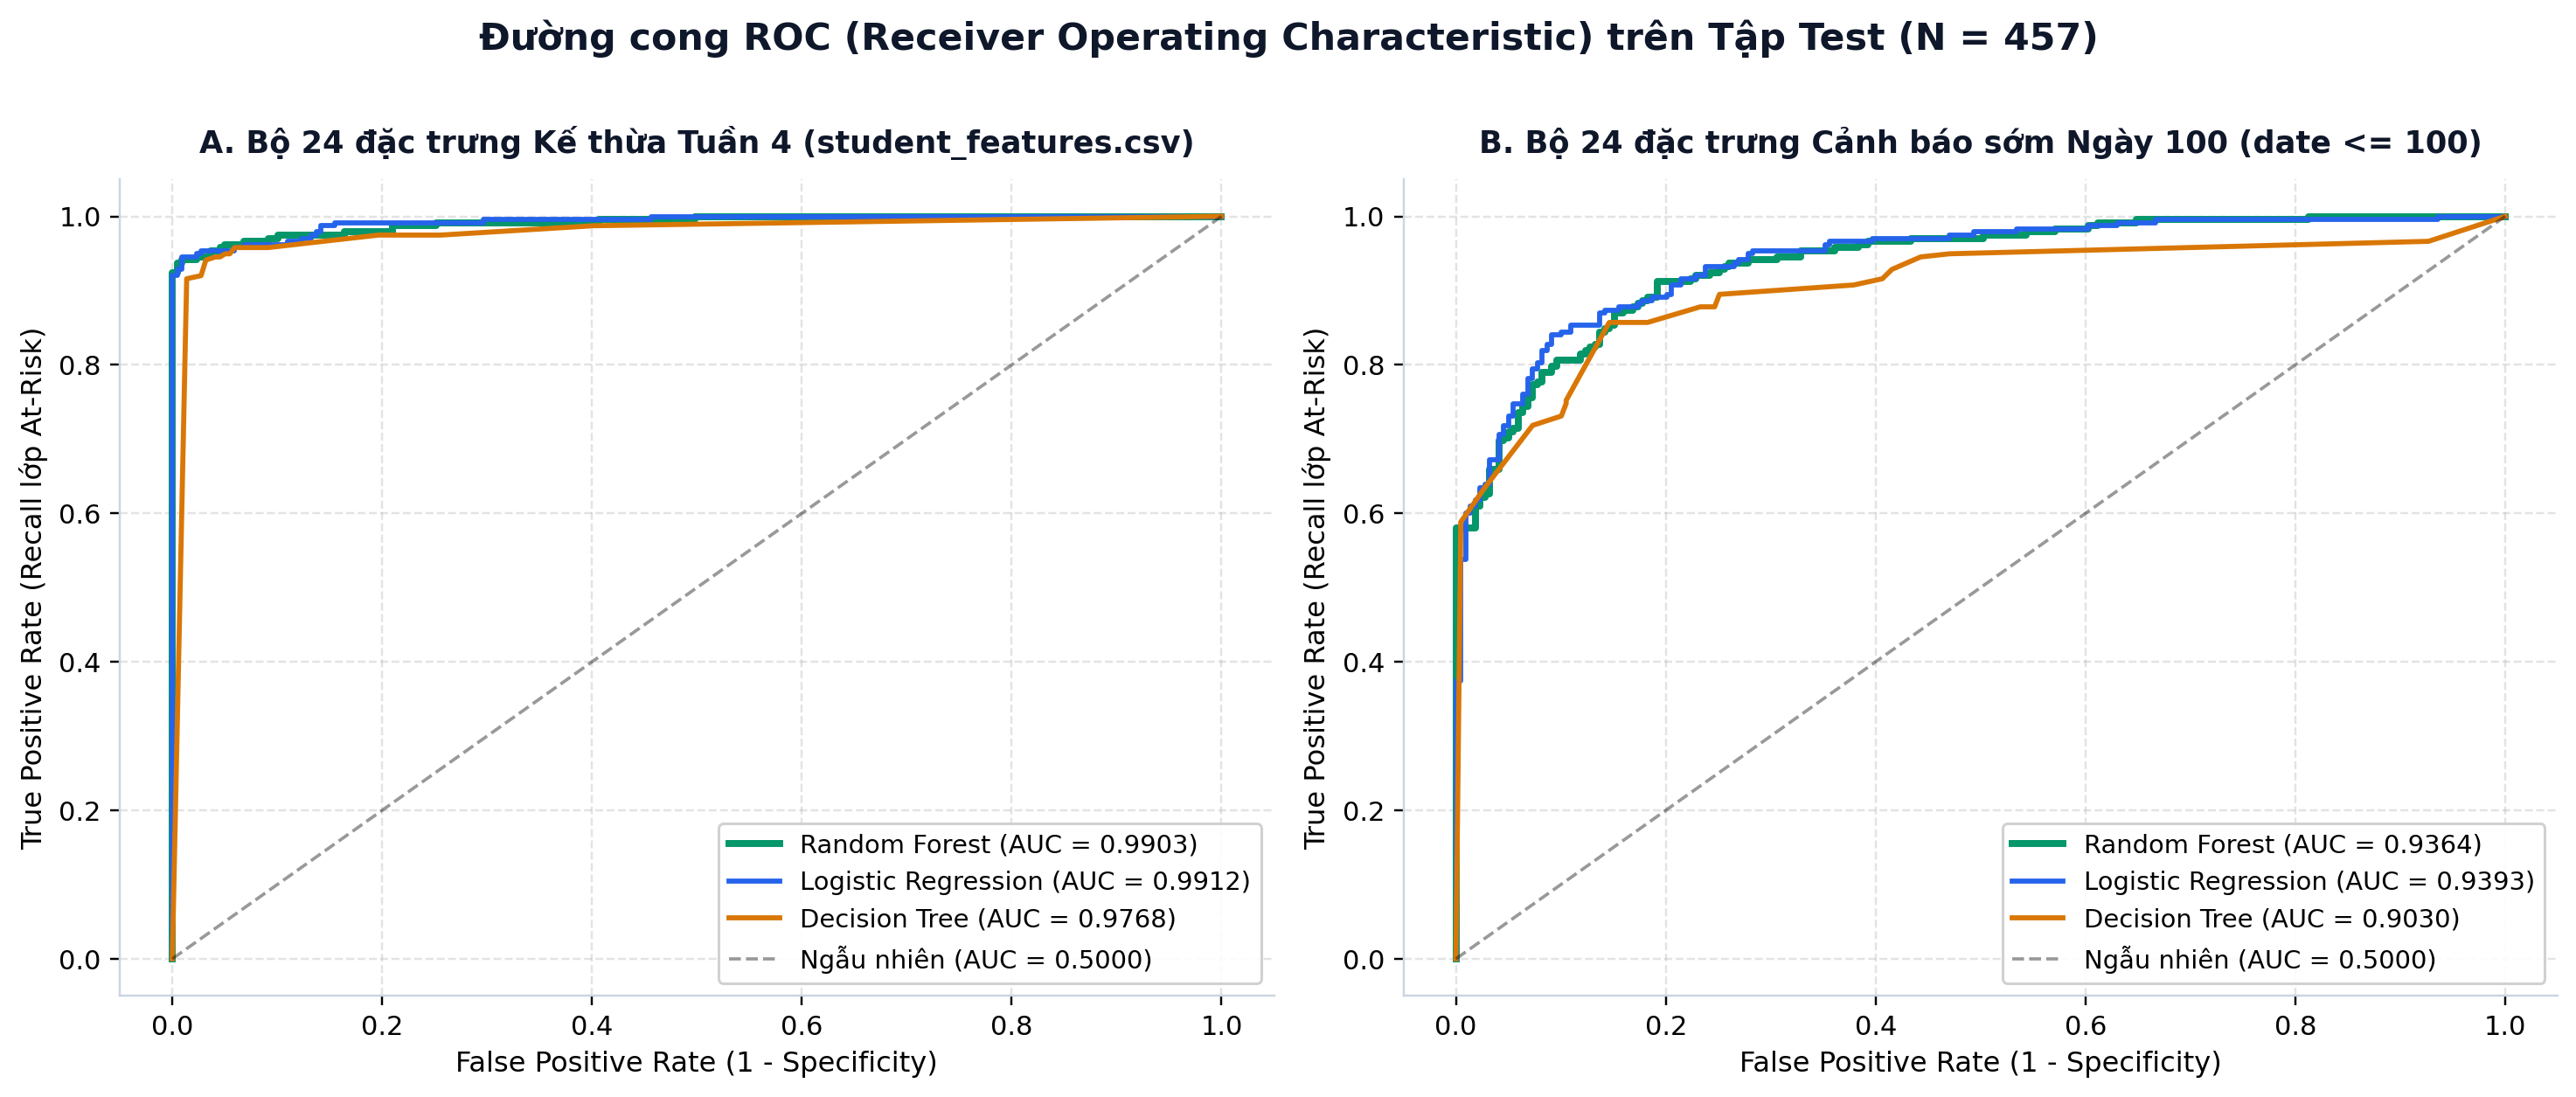 Đường cong ROC (Receiver Operating Characteristic) trên Tập Test (N = 457)
A. Bộ 24 đặc trưng Kế thừa Tuần 4 (student_features.csv)
True Positive Rate (Recall lớp At-Risk)
1.0
0.8
0.6
0.4
0.2
0.0
Random Forest (AUC = 0.9903)
Logistic Regression (AUC = 0.9912)
Decision Tree (AUC = 0.9768)
Ngẫu nhiên (AUC = 0.5000)
0.0 0.2 0.4 0.6 0.8 1.0
False Positive Rate (1 - Specificity)
B. Bộ 24 đặc trưng Cảnh báo sớm Ngày 100 (date <= 100)
True Positive Rate (Recall lớp At-Risk)
1.0
0.8
0.6
0.4
0.2
0.0
Random Forest (AUC = 0.9364)
Logistic Regression (AUC = 0.9393)
Decision Tree (AUC = 0.9030)
Ngẫu nhiên (AUC = 0.5000)
0.0 0.2 0.4 0.6 0.8 1.0
False Positive Rate (1 - Specificity)